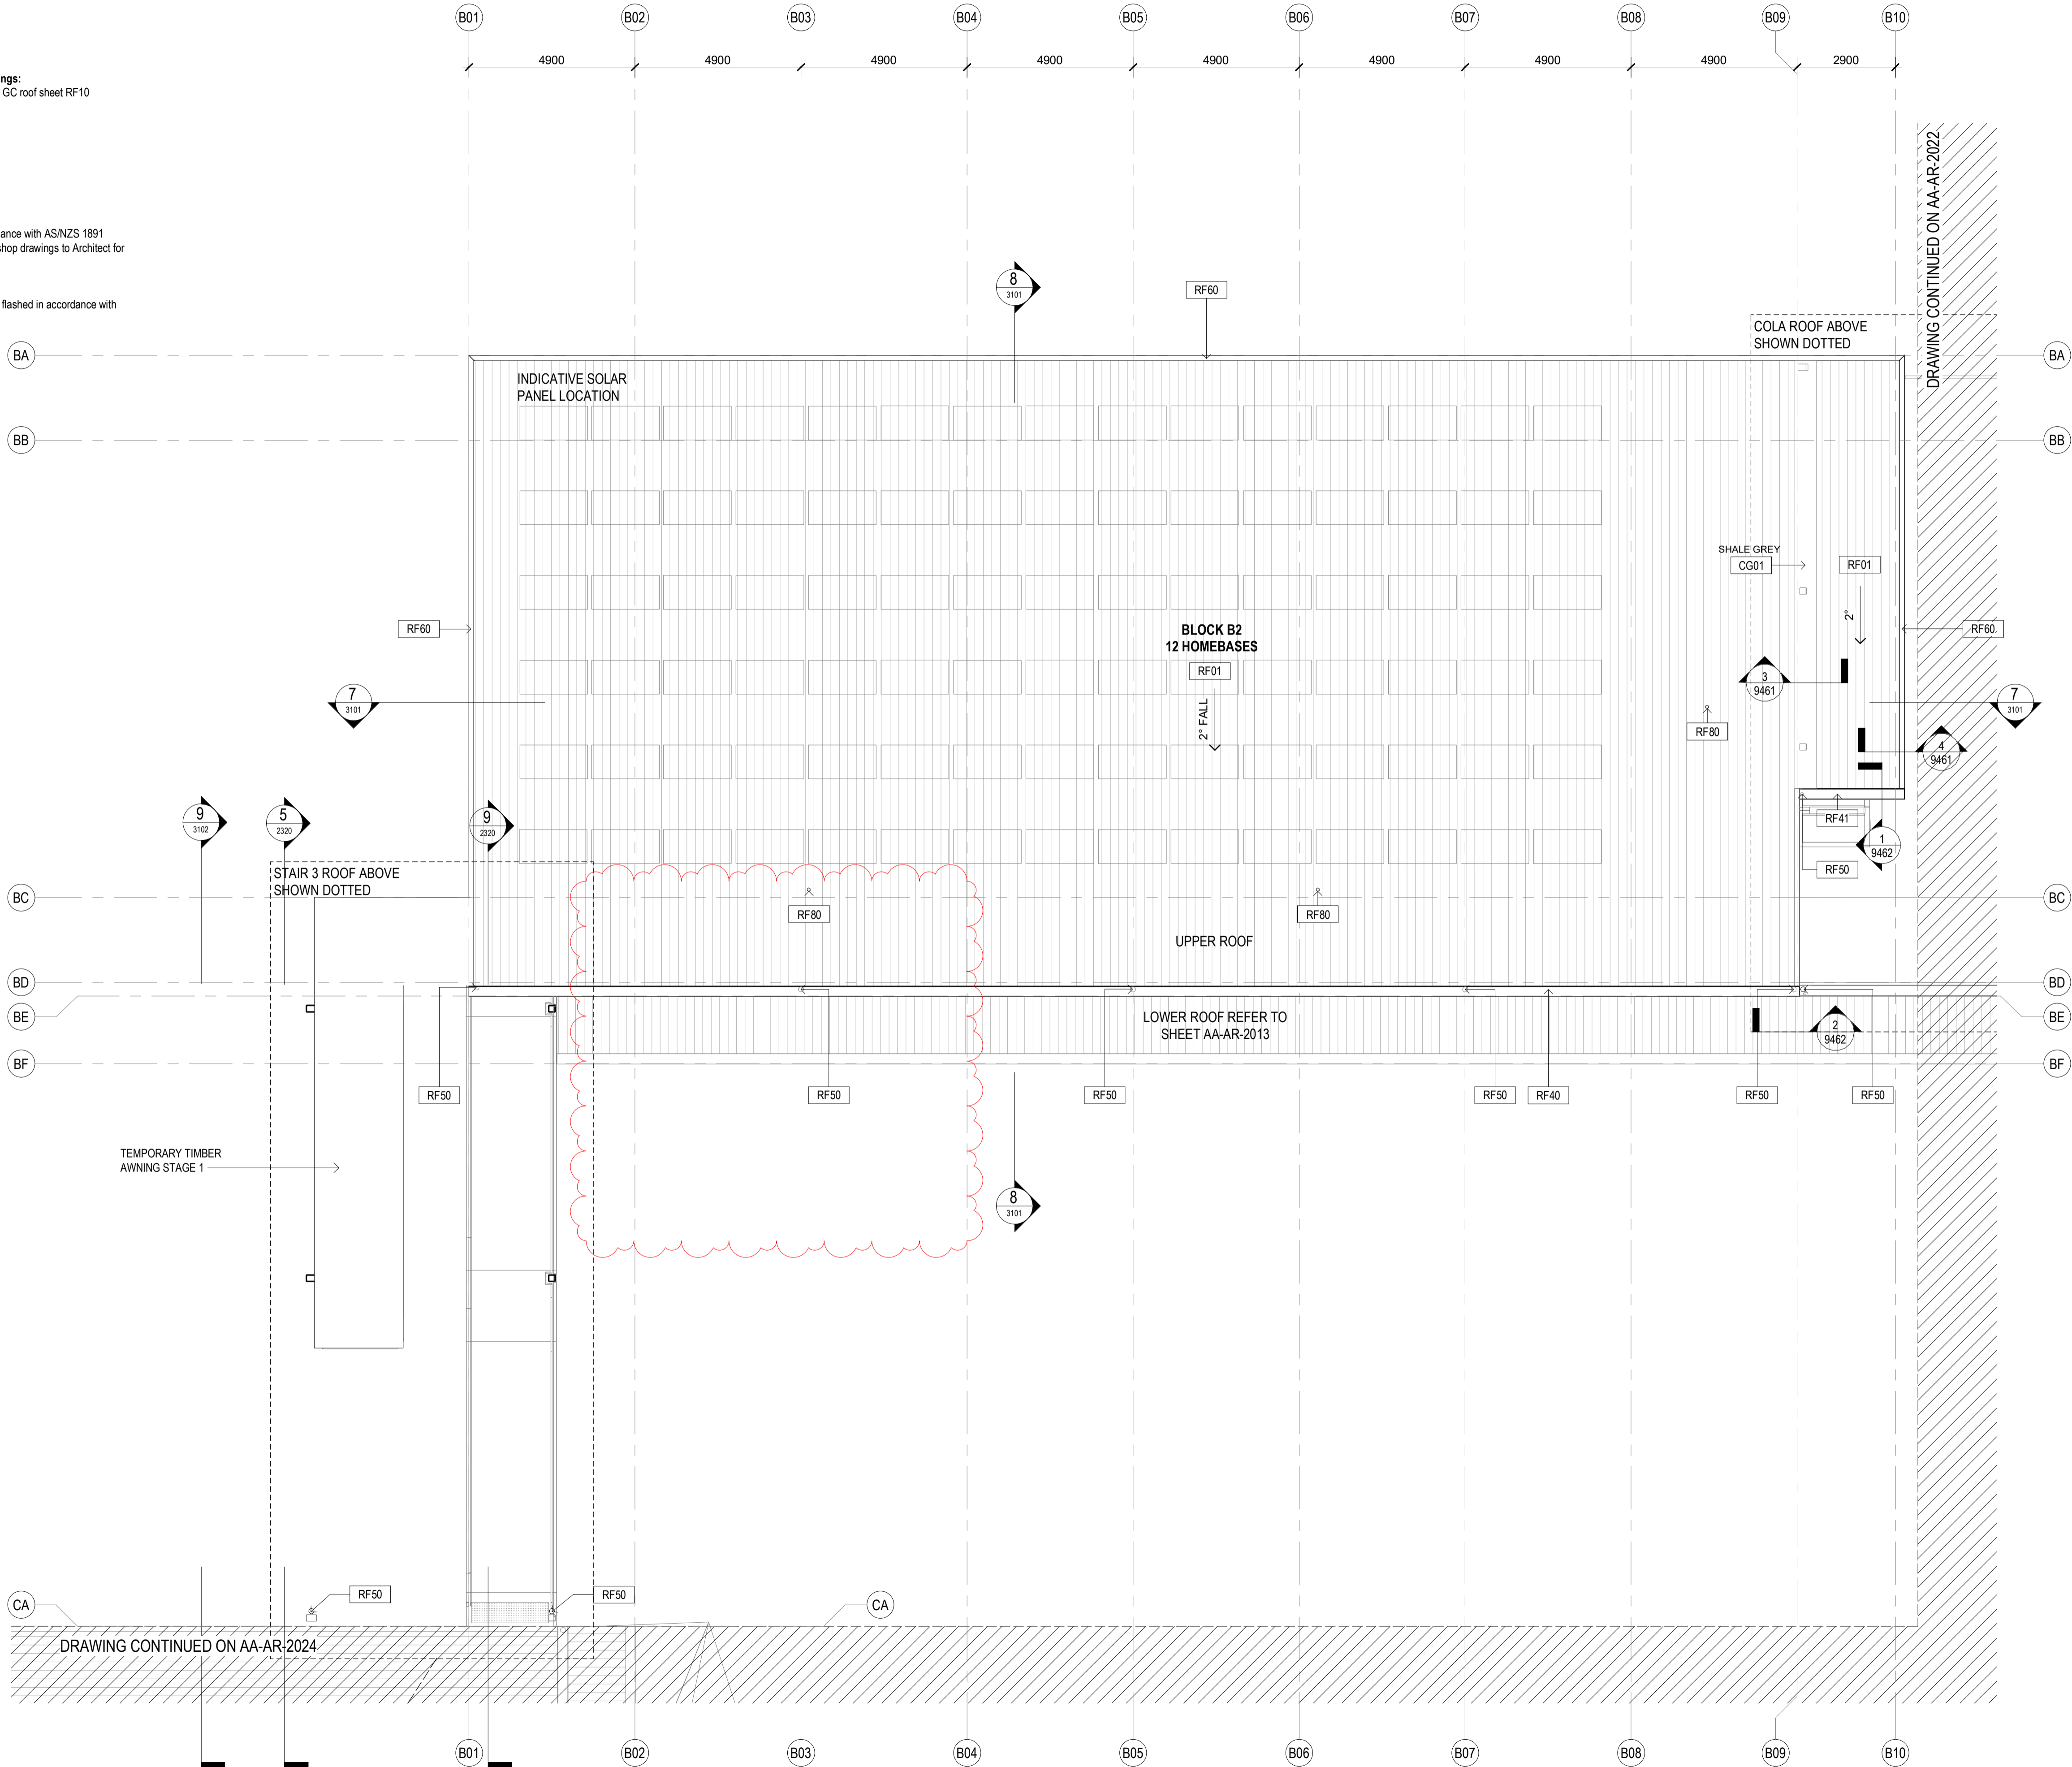 B01
B02
B03
B04
B05
B06
B07
B08
B09
B10
4900
4900
4900
4900
4900
4900
4900
4900
2900
ngs:
GC roof sheet RF10
ance with AS/NZS 1891
shop drawings to Architect for
flashed in accordance with
DRAWING CONTINUED ON AA-AR-2022
8
3101
RF60
COLA ROOF ABOVE
SHOWN DOTTED
BA
BA
INDICATIVE SOLAR
PANEL LOCATION
BB
BB
SHALE GREY
CG01
RF01
2°
RF60
BLOCK B2
12 HOMEBASES
RF60
RF01
2° FALL
3
9461
7
3101
7
3101
RF80
4
9461
9
3102
5
2320
9
2320
RF41
1
9462
STAIR 3 ROOF ABOVE
SHOWN DOTTED
RF50
BC
BC
RF80
RF80
UPPER ROOF
BD
BD
BE
LOWER ROOF REFER TO
SHEET AA-AR-2013
2
9462
BE
BF
BF
RF50
RF50
RF50
RF50
RF40
RF50
RF50
TEMPORARY TIMBER
AWNING STAGE 1
8
3101
RF50
RF50
CA
CA
DRAWING CONTINUED ON AA-AR-2024
B01
B02
B03
B04
B05
B06
B07
B08
B09
B10